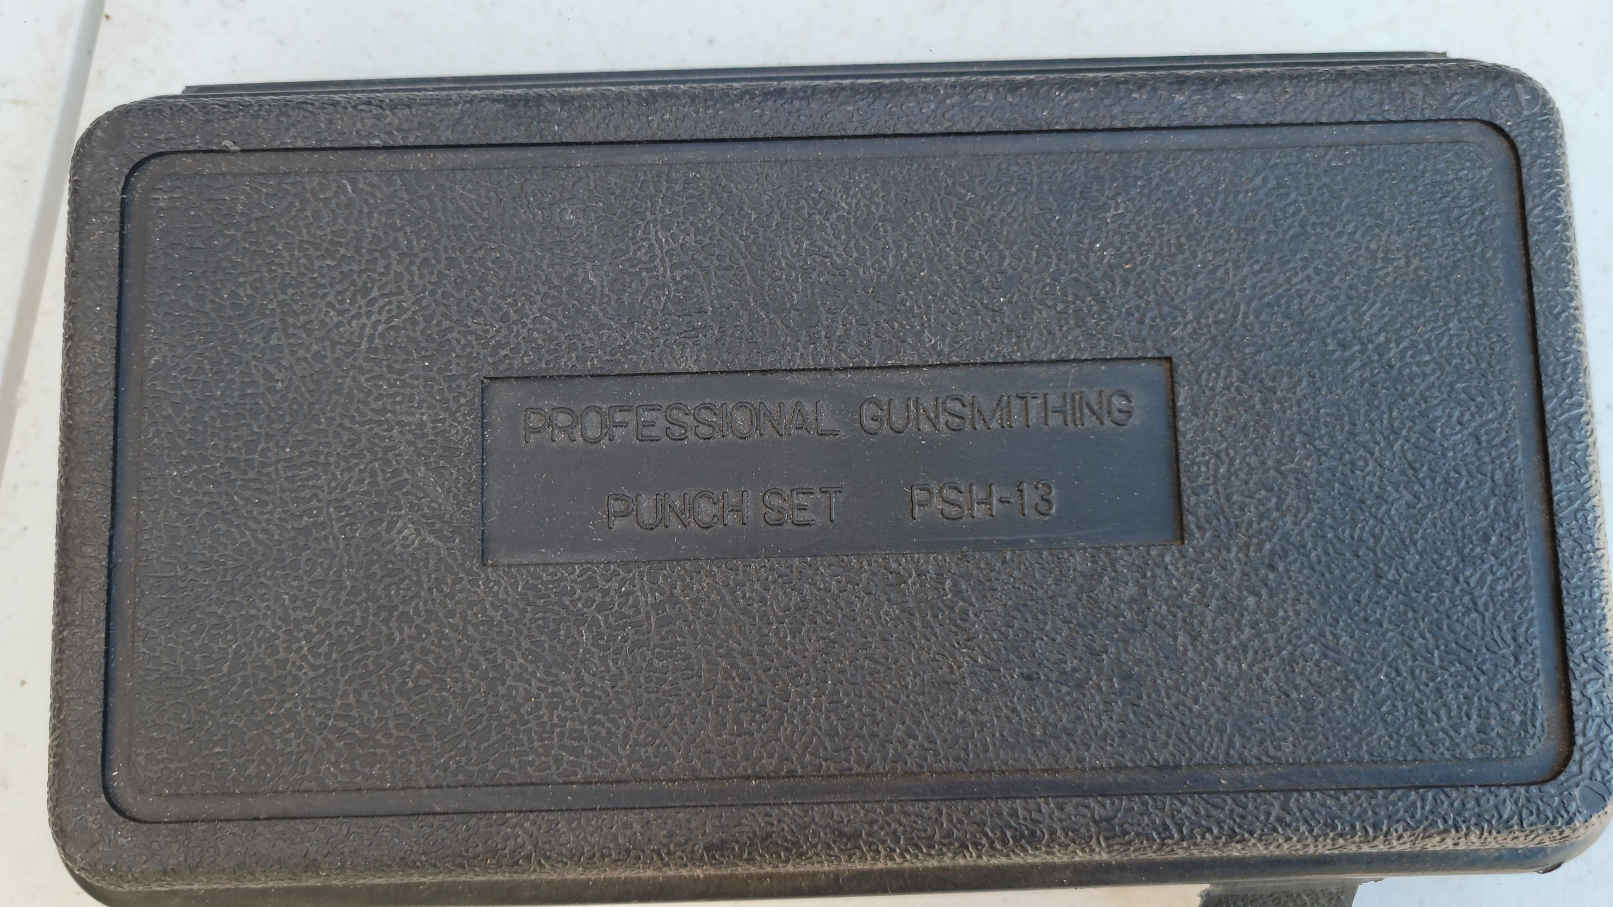 PROFESSIONAL GUNSMITHING
PUNCH SET PSH-13